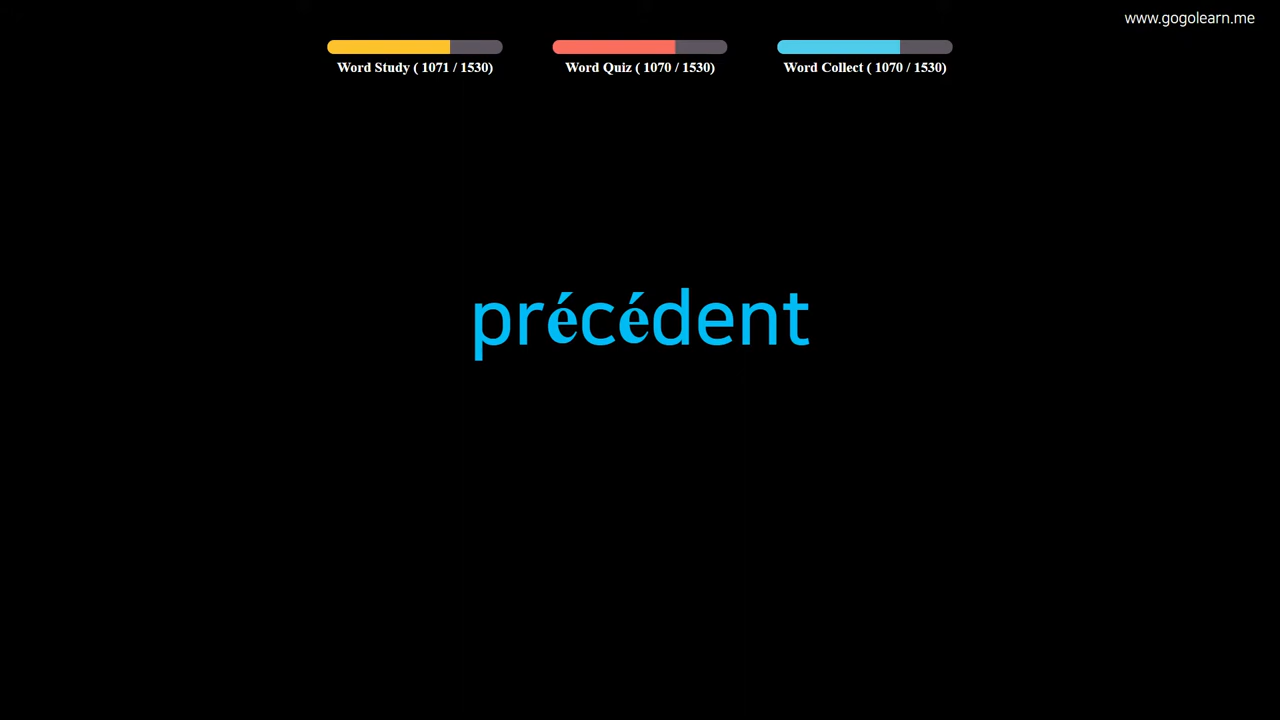 www.gogolearn.me
Word Study ( 1071 / 1530)
Word Quiz ( 1070 / 1530)
Word Collect ( 1070 / 1530)
précédent